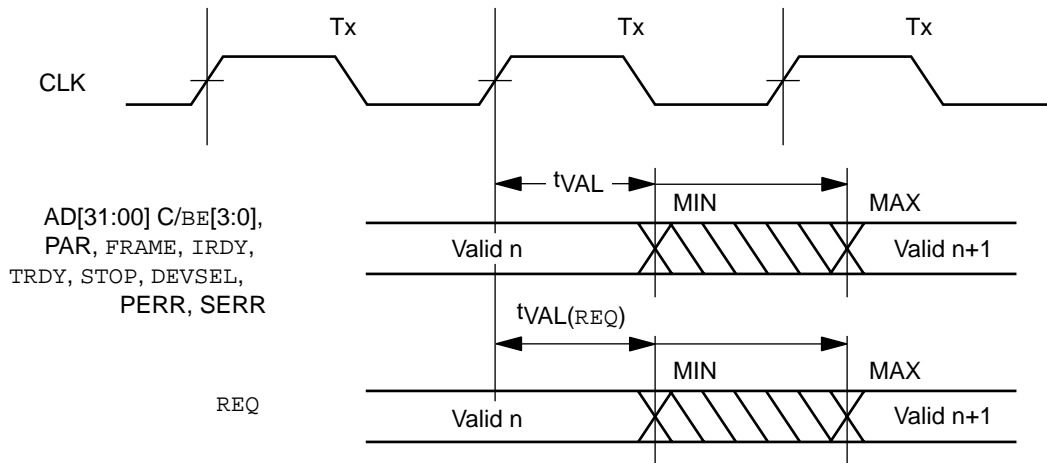 Tx Tx Tx
CLK
tVAL
MIN MAX
AD[31:00] C/BE[3:0],
PAR, FRAME, IRDY,
TRDY, STOP, DEVSEL,
PERR, SERR
Valid n Valid n+1
tVAL(REQ)
MIN MAX
REQ
Valid n Valid n+1